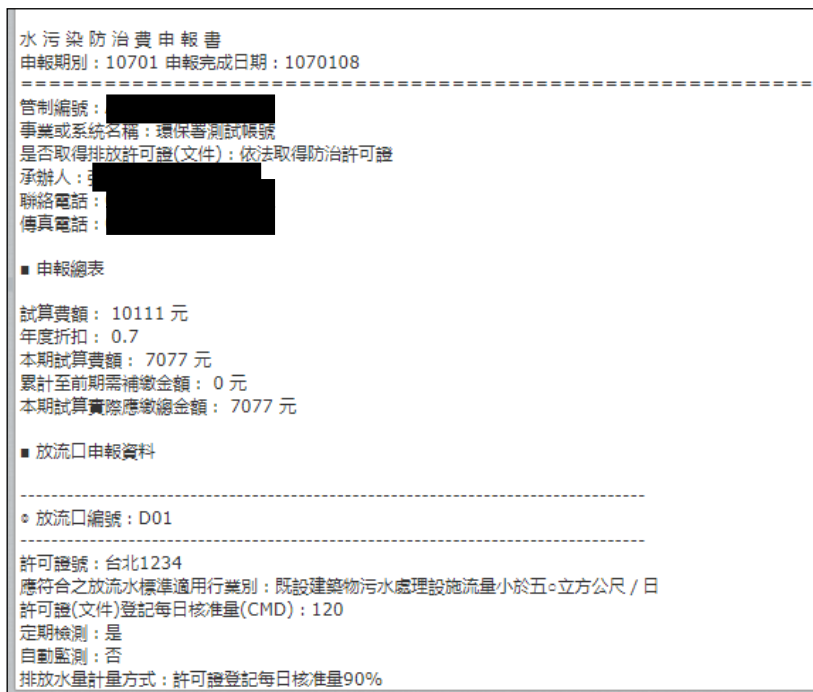 水 污 染 防 治 費 申 報 書
申報期別：10701 申報完成日期：1070108
==========================================================
管制編號：
事業或系統名稱：環保署測試帳號
是否取得排放許可證(文件)：依法取得防治許可證
承辦人：
聯絡電話：
傳真電話：
■ 申報總表
試算費額： 10111 元
年度折扣： 0.7
本期試算費額： 7077 元
累計至前期需補繳金額： 0 元
本期試算實際應繳總金額： 7077 元
■ 放流口申報資料
--------------------------------------------------------------------------------
◎ 放流口編號：D01
--------------------------------------------------------------------------------
許可證號：台北1234
應符合之放流水標準適用行業別：既設建築物污水處理設施流量小於五○立方公尺／日
許可證(文件)登記每日核准量(CMD)：120
定期檢測：是
自動監測：否
排放水量計量方式：許可證登記每日核准量90%